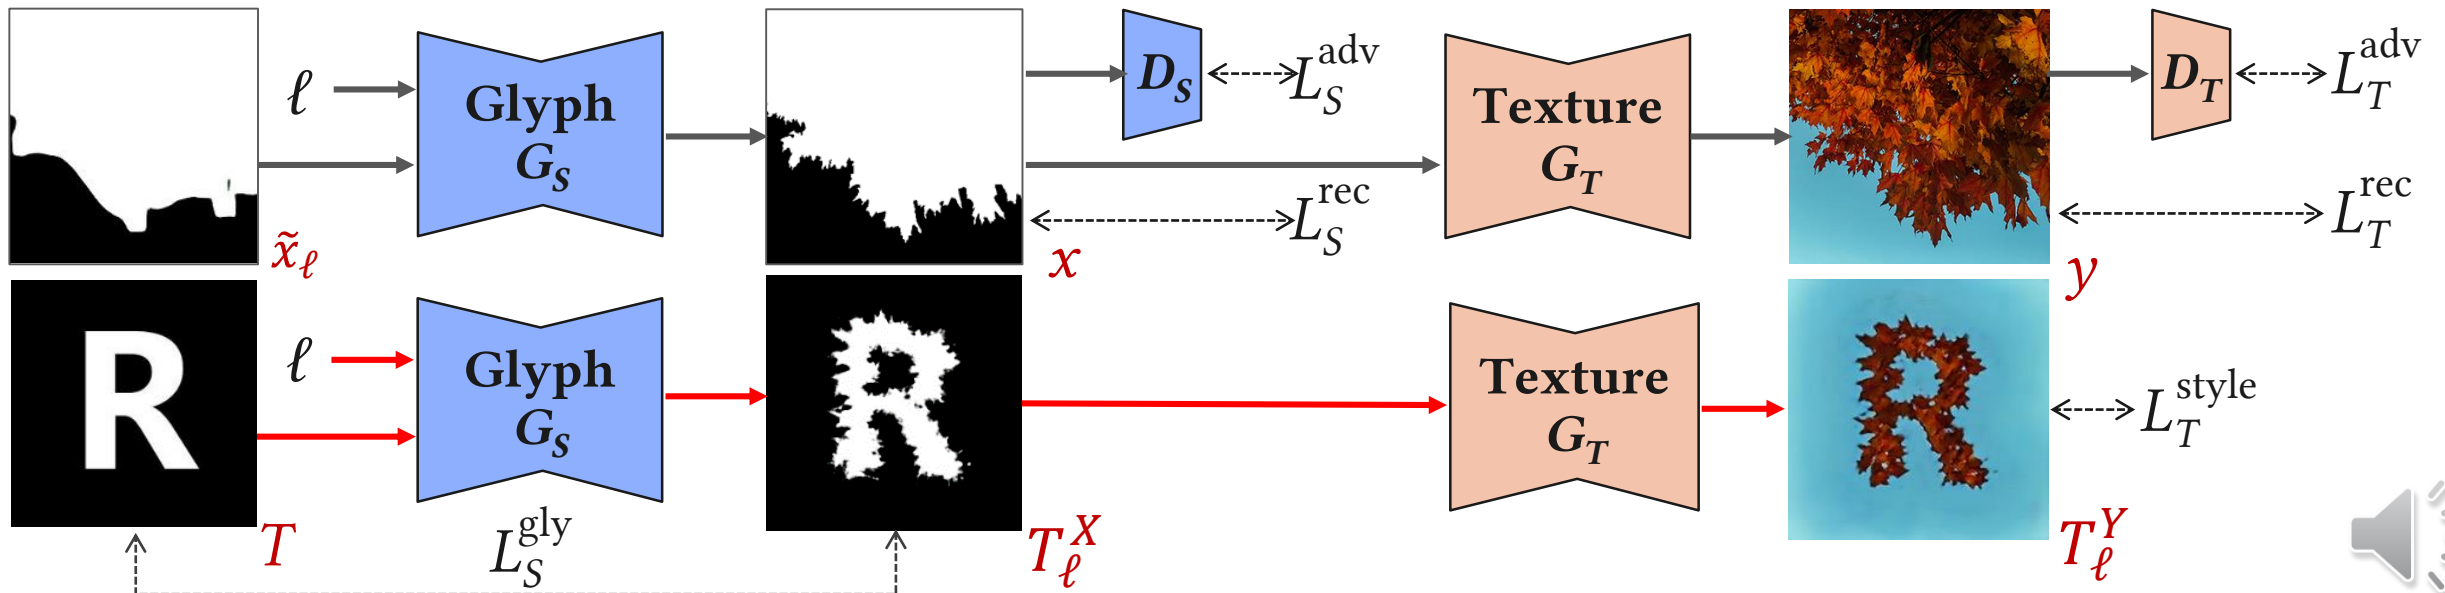 ℓ
Glyph
G_S
D_S
L_S^adv
L_S^rec
Texture
G_T
D_T
L_T^adv
L_T^rec
x̃_ℓ
x
y
R
ℓ
Glyph
G_S
Texture
G_T
R
R
L_T^style
T
L_S^gly
T_ℓ^X
T_ℓ^Y